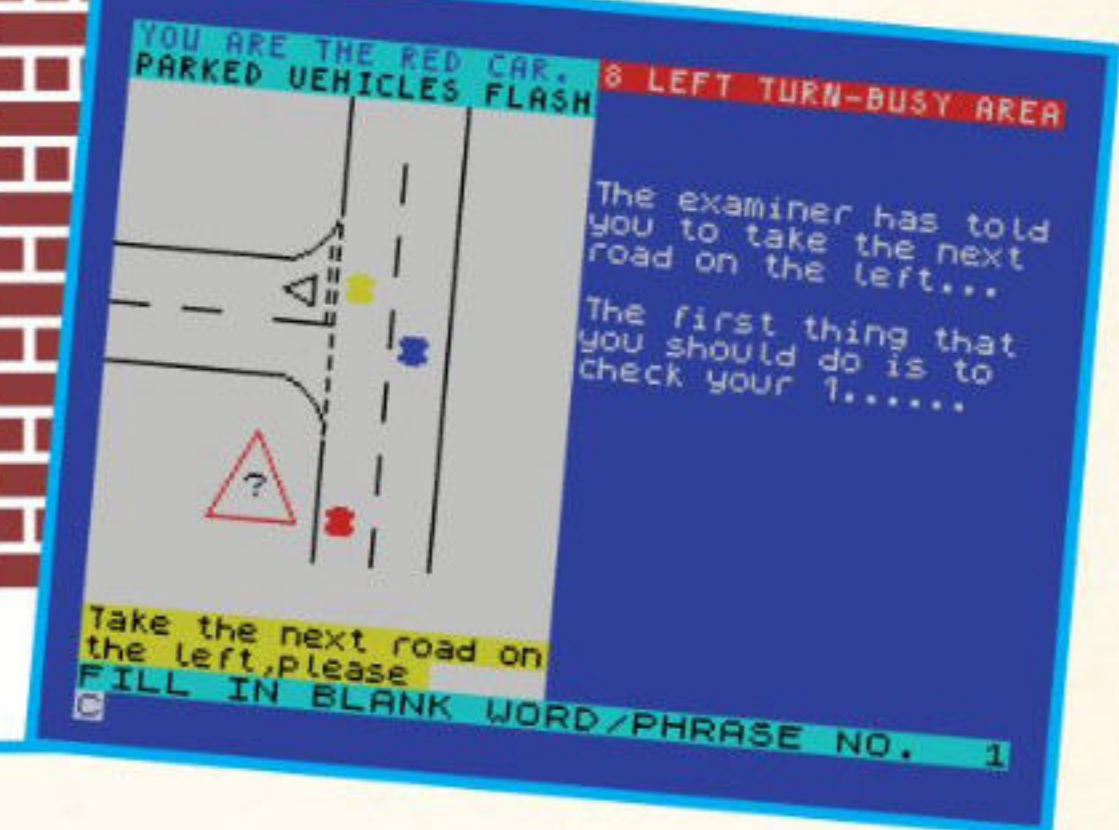 YOU ARE THE RED CAR.
PARKED VEHICLES FLASH
8 LEFT TURN-BUSY AREA
The examiner has told
you to take the next
road on the left...
The first thing that
you should do is to
check your 1......
?
Take the next road on
the left,please
FILL IN BLANK WORD/PHRASE NO. 1
C